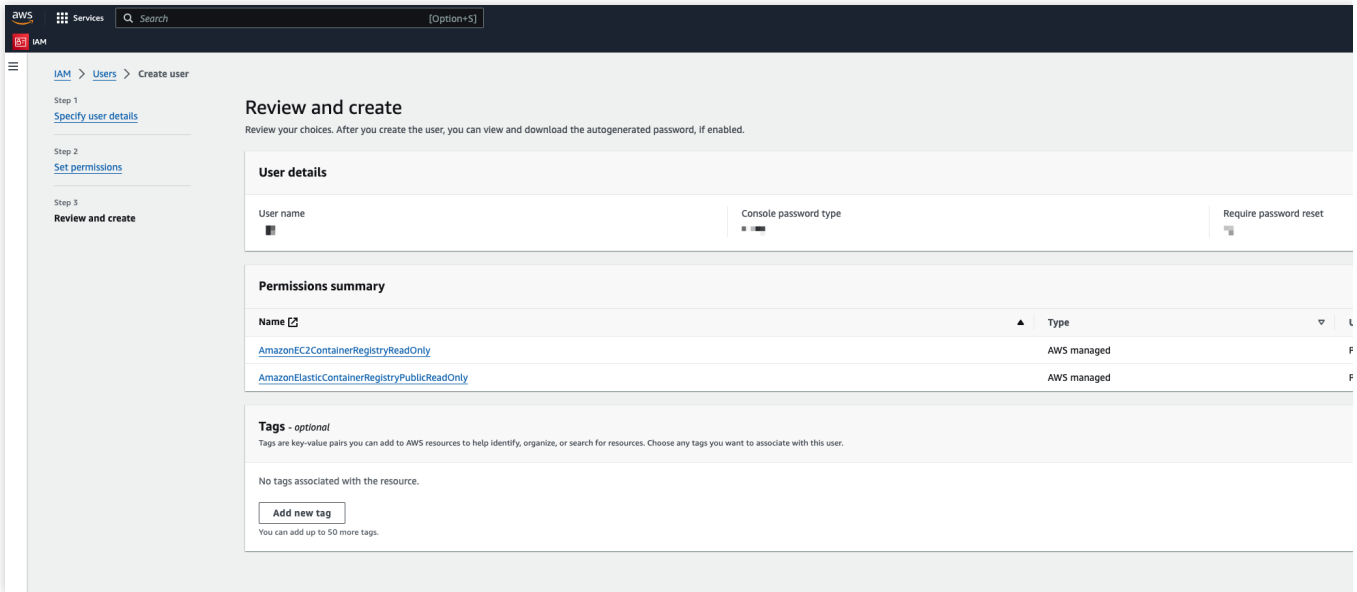 aws
Services
Search [Option+S]
IAM
IAM > Users > Create user
Step 1
Specify user details
Step 2
Set permissions
Step 3
Review and create
Review and create
Review your choices. After you create the user, you can view and download the autogenerated password, if enabled.
User details
User name
Console password type
Require password reset
Permissions summary
Name
Type
AmazonEC2ContainerRegistryReadOnly
AWS managed
AmazonElasticContainerRegistryPublicReadOnly
AWS managed
Tags - optional
Tags are key-value pairs you can add to AWS resources to help identify, organize, or search for resources. Choose any tags you want to associate with this user.
No tags associated with the resource.
Add new tag
You can add up to 50 more tags.